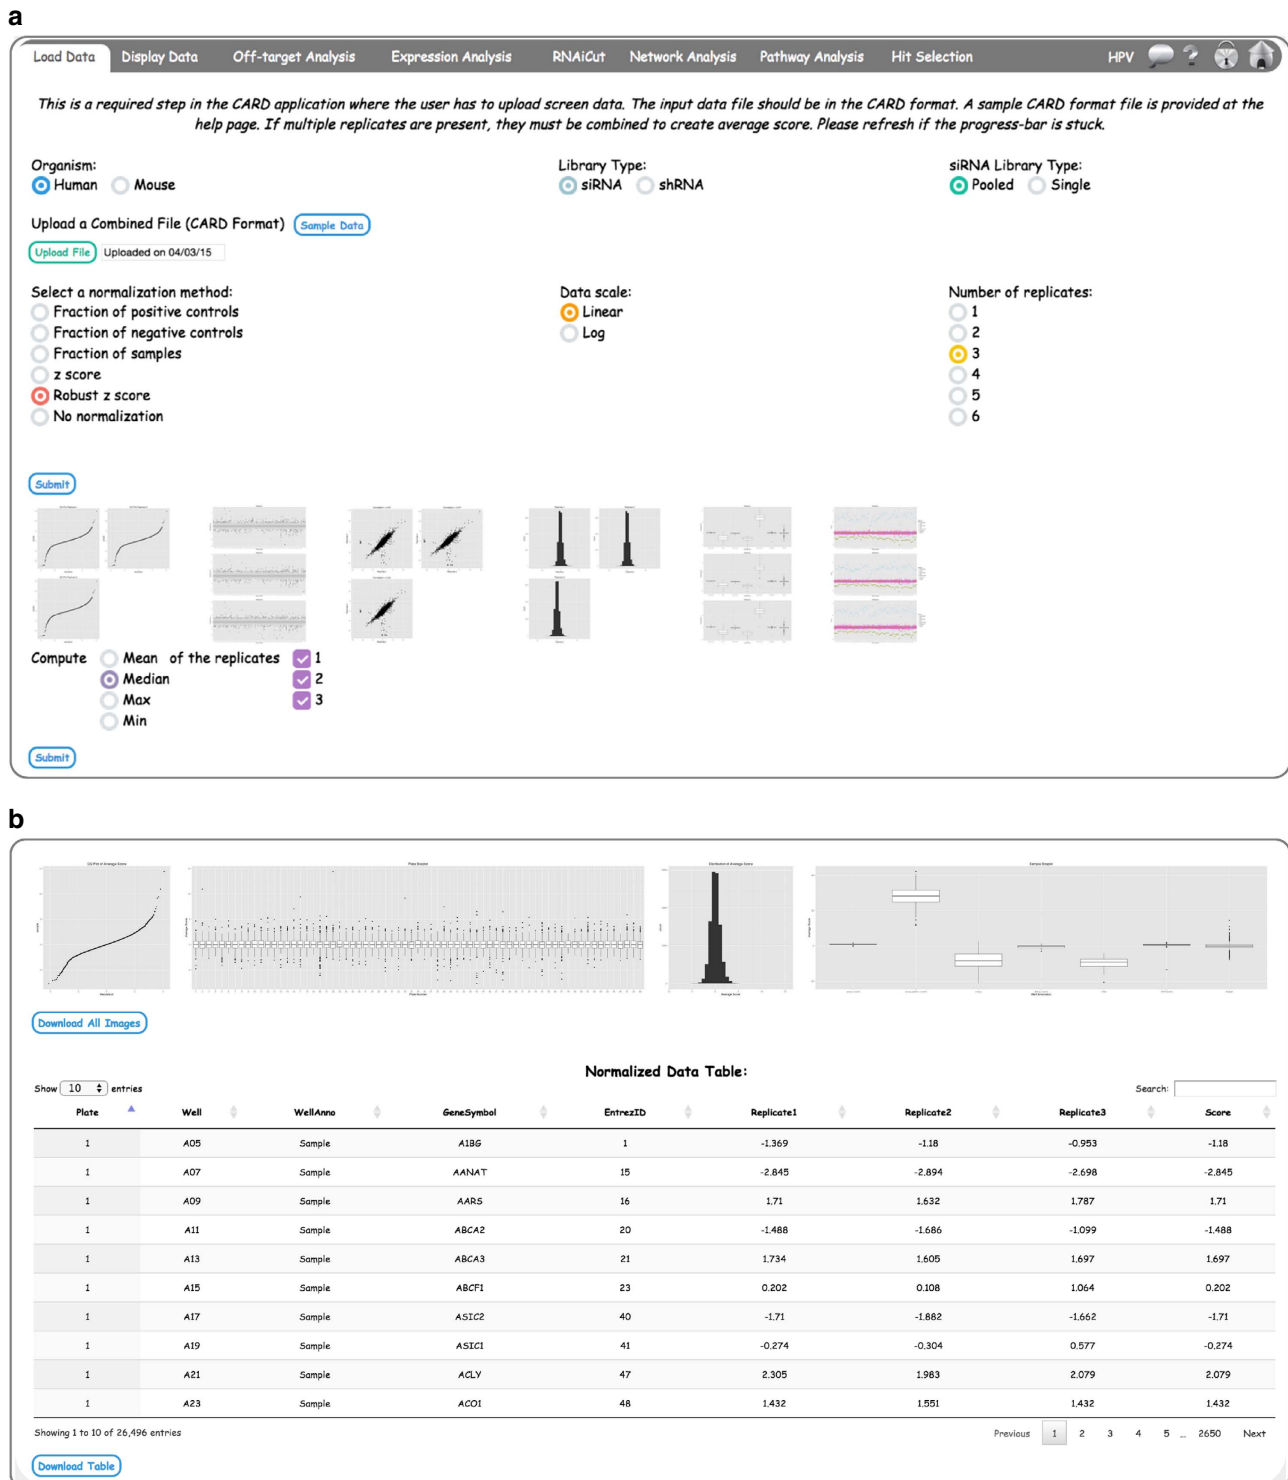 a
Load Data Display Data Off-target Analysis Expression Analysis RNAiCut Network Analysis Pathway Analysis Hit Selection HPV ?
This is a required step in the CARD application where the user has to upload screen data. The input data file should be in the CARD format. A sample CARD format file is provided at the
help page. If multiple replicates are present, they must be combined to create average score. Please refresh if the progress-bar is stuck.
Organism: Library Type: siRNA Library Type:
Human Mouse siRNA shRNA Pooled Single
Upload a Combined File (CARD Format) Sample Data
Upload File Uploaded on 04/03/15
Select a normalization method: Data scale: Number of replicates:
Fraction of positive controls Linear 1
Fraction of negative controls Log 2
Fraction of samples 3
z score 4
Robust z score 5
No normalization 6
Submit
Compute Mean of the replicates 1
Median 2
Max 3
Min
Submit
b
QQ-Plot of Average Score Plate Boxplot Distribution of Average Score Sample Boxplot
Download All Images
Normalized Data Table:
Show 10 entries Search:
Plate Well WellAnno GeneSymbol EntrezID Replicate1 Replicate2 Replicate3 Score
1 A05 Sample A1BG 1 -1.369 -1.18 -0.953 -1.18
1 A07 Sample AANAT 15 -2.845 -2.894 -2.698 -2.845
1 A09 Sample AARS 16 1.71 1.632 1.787 1.71
1 A11 Sample ABCA2 20 -1.488 -1.686 -1.099 -1.488
1 A13 Sample ABCA3 21 1.734 1.605 1.697 1.697
1 A15 Sample ABCF1 23 0.202 0.108 1.064 0.202
1 A17 Sample ASIC2 40 -1.71 -1.882 -1.662 -1.71
1 A19 Sample ASIC1 41 -0.274 -0.304 0.577 -0.274
1 A21 Sample ACLY 47 2.305 1.983 2.079 2.079
1 A23 Sample ACO1 48 1.432 1.551 1.432 1.432
Showing 1 to 10 of 26,496 entries Previous 1 2 3 4 5 … 2650 Next
Download Table